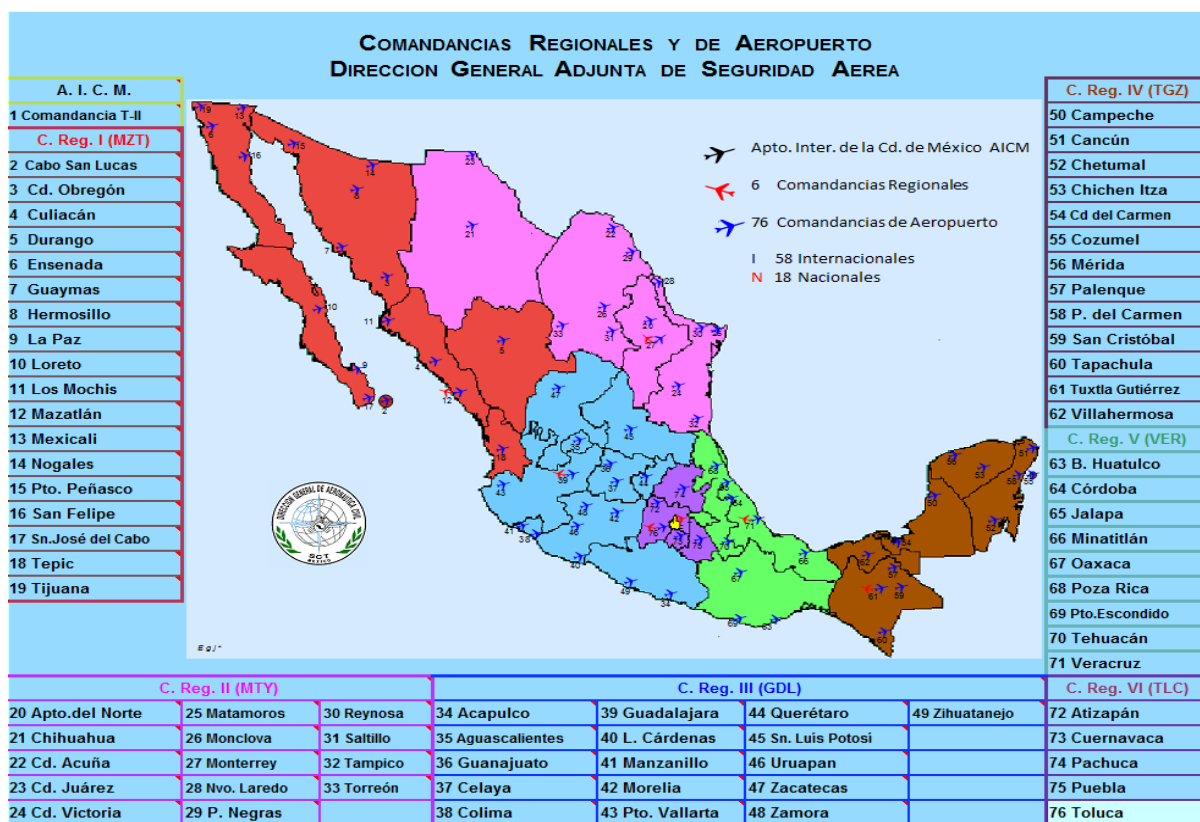 COMANDANCIAS REGIONALES Y DE AEROPUERTO
DIRECCION GENERAL ADJUNTA DE SEGURIDAD AEREA
A. I. C. M.
1 Comandancia T-II
C. Reg. I (MZT)
2 Cabo San Lucas
3 Cd. Obregón
4 Culiacán
5 Durango
6 Ensenada
7 Guaymas
8 Hermosillo
9 La Paz
10 Loreto
11 Los Mochis
12 Mazatlán
13 Mexicali
14 Nogales
15 Pto. Peñasco
16 San Felipe
17 Sn.José del Cabo
18 Tepic
19 Tijuana
Apto. Inter. de la Cd. de México AICM
6 Comandancias Regionales
76 Comandancias de Aeropuerto
I 58 Internacionales
N 18 Nacionales
DIRECCIÓN GENERAL DE AERONAUTICA CIVIL
SCT
MEXICO
C. Reg. IV (TGZ)
50 Campeche
51 Cancún
52 Chetumal
53 Chichen Itza
54 Cd del Carmen
55 Cozumel
56 Mérida
57 Palenque
58 P. del Carmen
59 San Cristóbal
60 Tapachula
61 Tuxtla Gutiérrez
62 Villahermosa
C. Reg. V (VER)
63 B. Huatulco
64 Córdoba
65 Jalapa
66 Minatitlán
67 Oaxaca
68 Poza Rica
69 Pto.Escondido
70 Tehuacán
71 Veracruz
C. Reg. II (MTY)
20 Apto.del Norte
21 Chihuahua
22 Cd. Acuña
23 Cd. Juárez
24 Cd. Victoria
25 Matamoros
26 Monclova
27 Monterrey
28 Nvo. Laredo
29 P. Negras
30 Reynosa
31 Saltillo
32 Tampico
33 Torreón
C. Reg. III (GDL)
34 Acapulco
35 Aguascalientes
36 Guanajuato
37 Celaya
38 Colima
39 Guadalajara
40 L. Cárdenas
41 Manzanillo
42 Morelia
43 Pto. Vallarta
44 Querétaro
45 Sn. Luis Potosí
46 Uruapan
47 Zacatecas
48 Zamora
49 Zihuatanejo
C. Reg. VI (TLC)
72 Atizapán
73 Cuernavaca
74 Pachuca
75 Puebla
76 Toluca